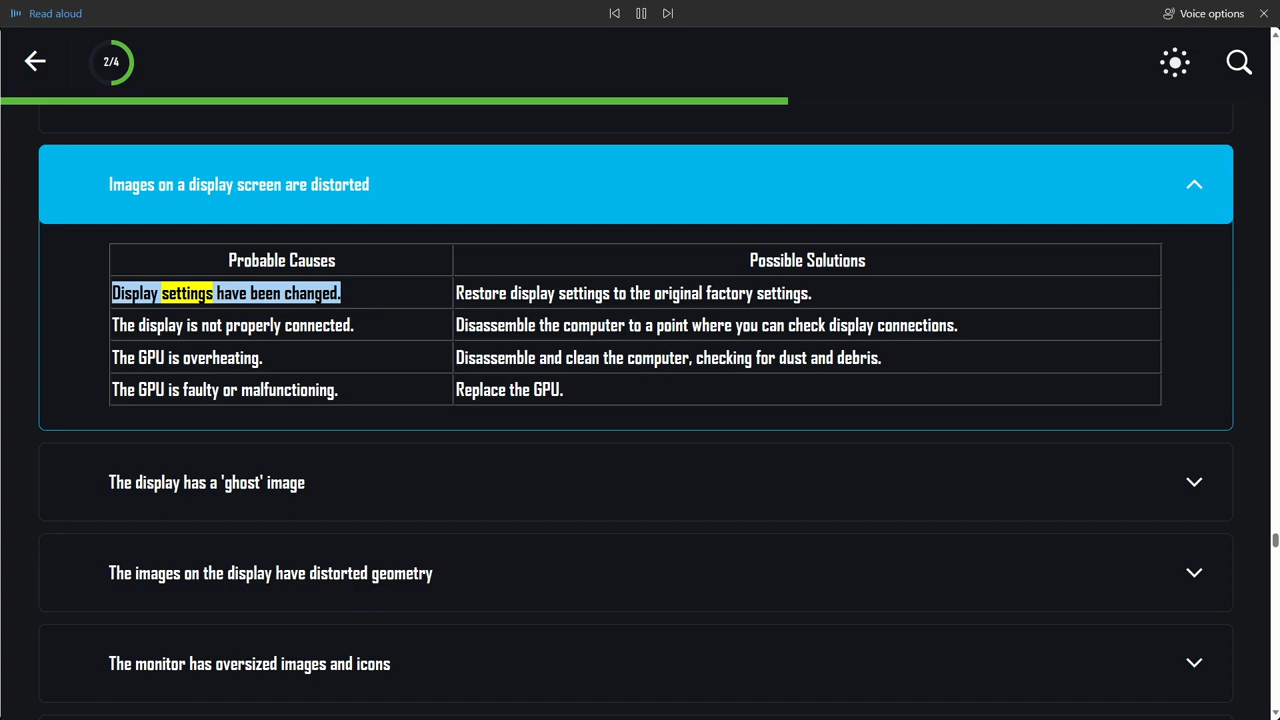 Read aloud
Voice options
2/4
Images on a display screen are distorted
Probable Causes Possible Solutions
Display settings have been changed. Restore display settings to the original factory settings.
The display is not properly connected. Disassemble the computer to a point where you can check display connections.
The GPU is overheating. Disassemble and clean the computer, checking for dust and debris.
The GPU is faulty or malfunctioning. Replace the GPU.
The display has a 'ghost' image
The images on the display have distorted geometry
The monitor has oversized images and icons